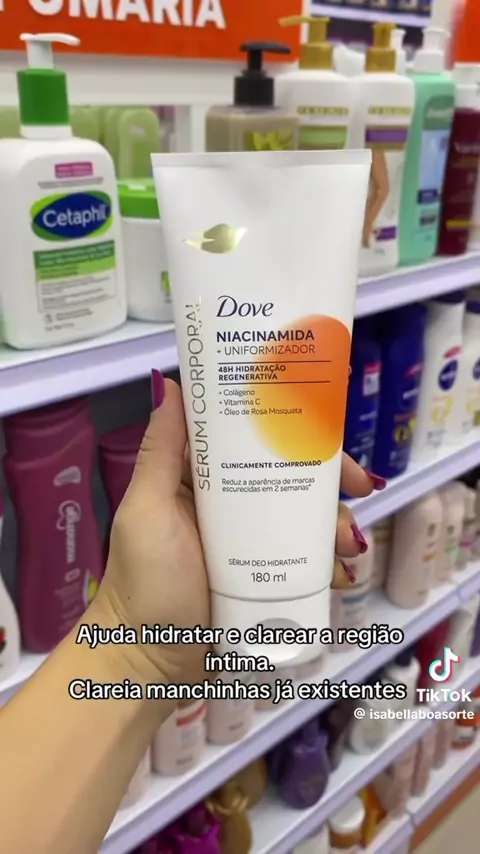 UMARIA
Cetaphil
Dove
NIACINAMIDA
+ UNIFORMIZADOR
48H HIDRATAÇÃO
REGENERATIVA
• Colágeno
• Vitamina C
• Óleo de Rosa Mosqueta
SÉRUM CORPORAL
CLINICAMENTE COMPROVADO
Reduz a aparência de marcas
escurecidas em 2 semanas*
SÉRUM DEO HIDRATANTE
180 ml
NIVEA
Ajuda hidratar e clarear a região
íntima.
Clareia manchinhas já existentes
TikTok
@ isabellaboasorte